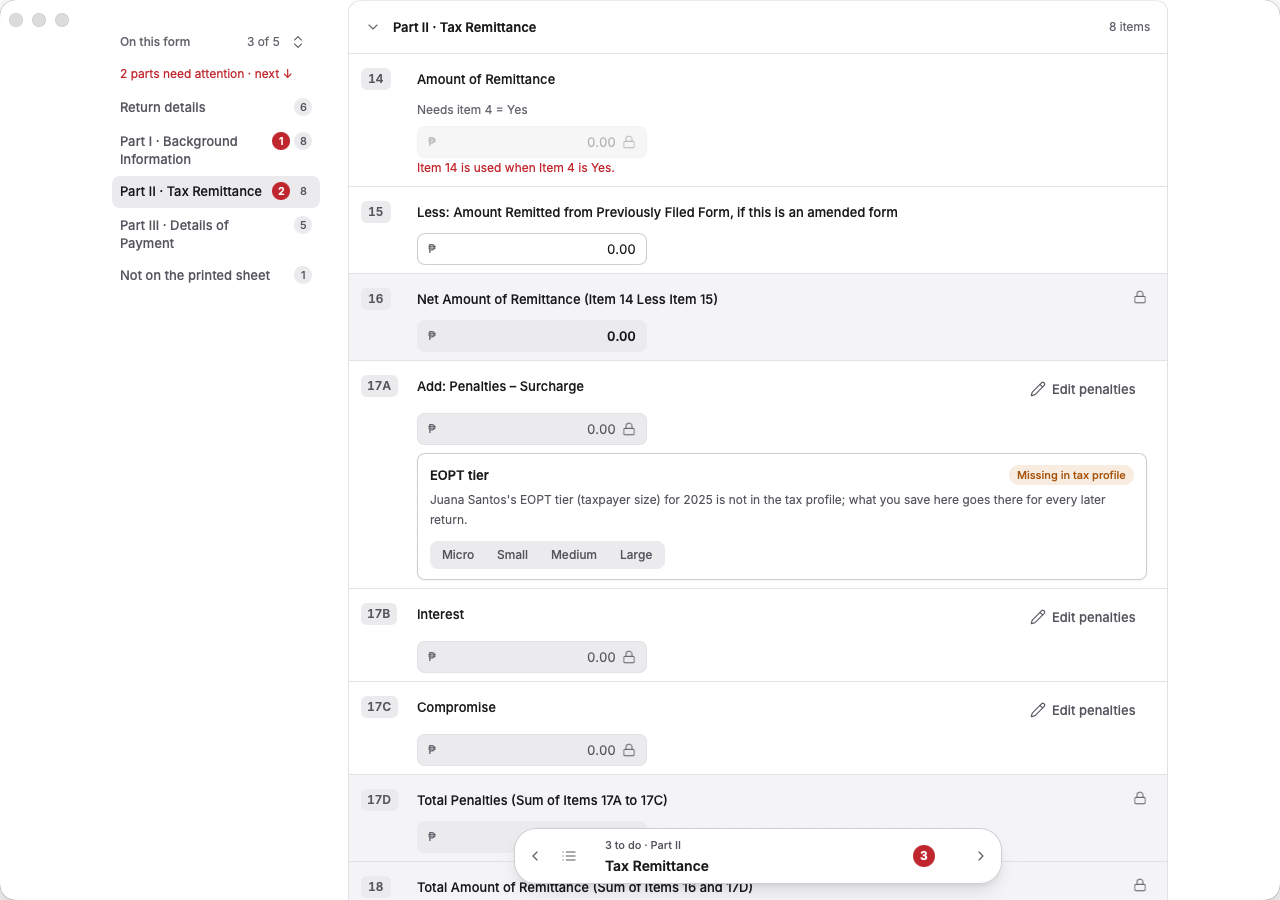 On this form
3 of 5
2 parts need attention · next ↓
Return details
6
Part I · Background Information
1
8
Part II · Tax Remittance
2
8
Part III · Details of Payment
5
Not on the printed sheet
1
Part II · Tax Remittance
8 items
14
Amount of Remittance
Needs item 4 = Yes
₱ 0.00
Item 14 is used when Item 4 is Yes.
15
Less: Amount Remitted from Previously Filed Form, if this is an amended form
₱ 0.00
16
Net Amount of Remittance (Item 14 Less Item 15)
₱ 0.00
17A
Add: Penalties – Surcharge
Edit penalties
₱ 0.00
EOPT tier
Missing in tax profile
Juana Santos's EOPT tier (taxpayer size) for 2025 is not in the tax profile; what you save here goes there for every later
return.
Micro Small Medium Large
17B
Interest
Edit penalties
₱ 0.00
17C
Compromise
Edit penalties
₱ 0.00
17D
Total Penalties (Sum of Items 17A to 17C)
₱
3 to do · Part II
Tax Remittance
3
18
Total Amount of Remittance (Sum of Items 16 and 17D)